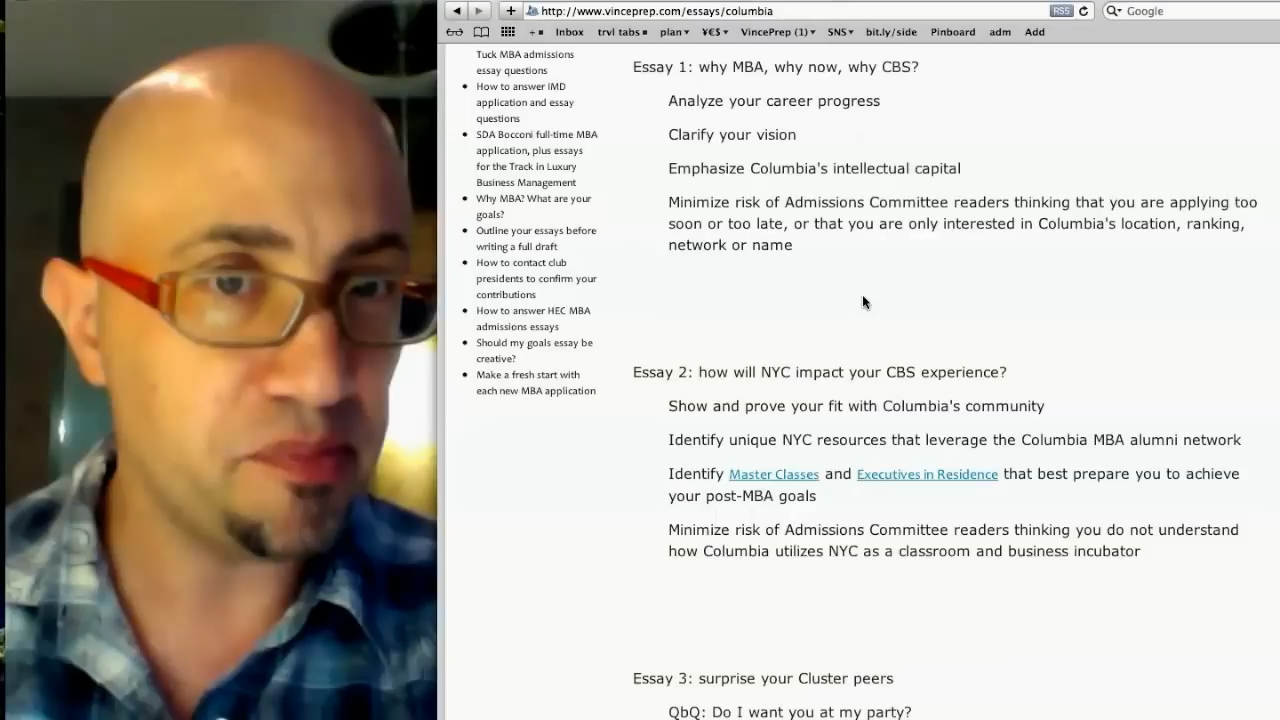 http://www.vinceprep.com/essays/columbia
RSS
Google
Inbox
trvl tabs
plan
¥€$
VincePrep (1)
SNS
bit.ly/side
Pinboard
adm
Add
Tuck MBA admissions
essay questions
How to answer IMD
application and essay
questions
SDA Bocconi full-time MBA
application, plus essays
for the Track in Luxury
Business Management
Why MBA? What are your
goals?
Outline your essays before
writing a full draft
How to contact club
presidents to confirm your
contributions
How to answer HEC MBA
admissions essays
Should my goals essay be
creative?
Make a fresh start with
each new MBA application
Essay 1: why MBA, why now, why CBS?
Analyze your career progress
Clarify your vision
Emphasize Columbia's intellectual capital
Minimize risk of Admissions Committee readers thinking that you are applying too
soon or too late, or that you are only interested in Columbia's location, ranking,
network or name
Essay 2: how will NYC impact your CBS experience?
Show and prove your fit with Columbia's community
Identify unique NYC resources that leverage the Columbia MBA alumni network
Identify Master Classes and Executives in Residence that best prepare you to achieve
your post-MBA goals
Minimize risk of Admissions Committee readers thinking you do not understand
how Columbia utilizes NYC as a classroom and business incubator
Essay 3: surprise your Cluster peers
QbQ: Do I want you at my party?